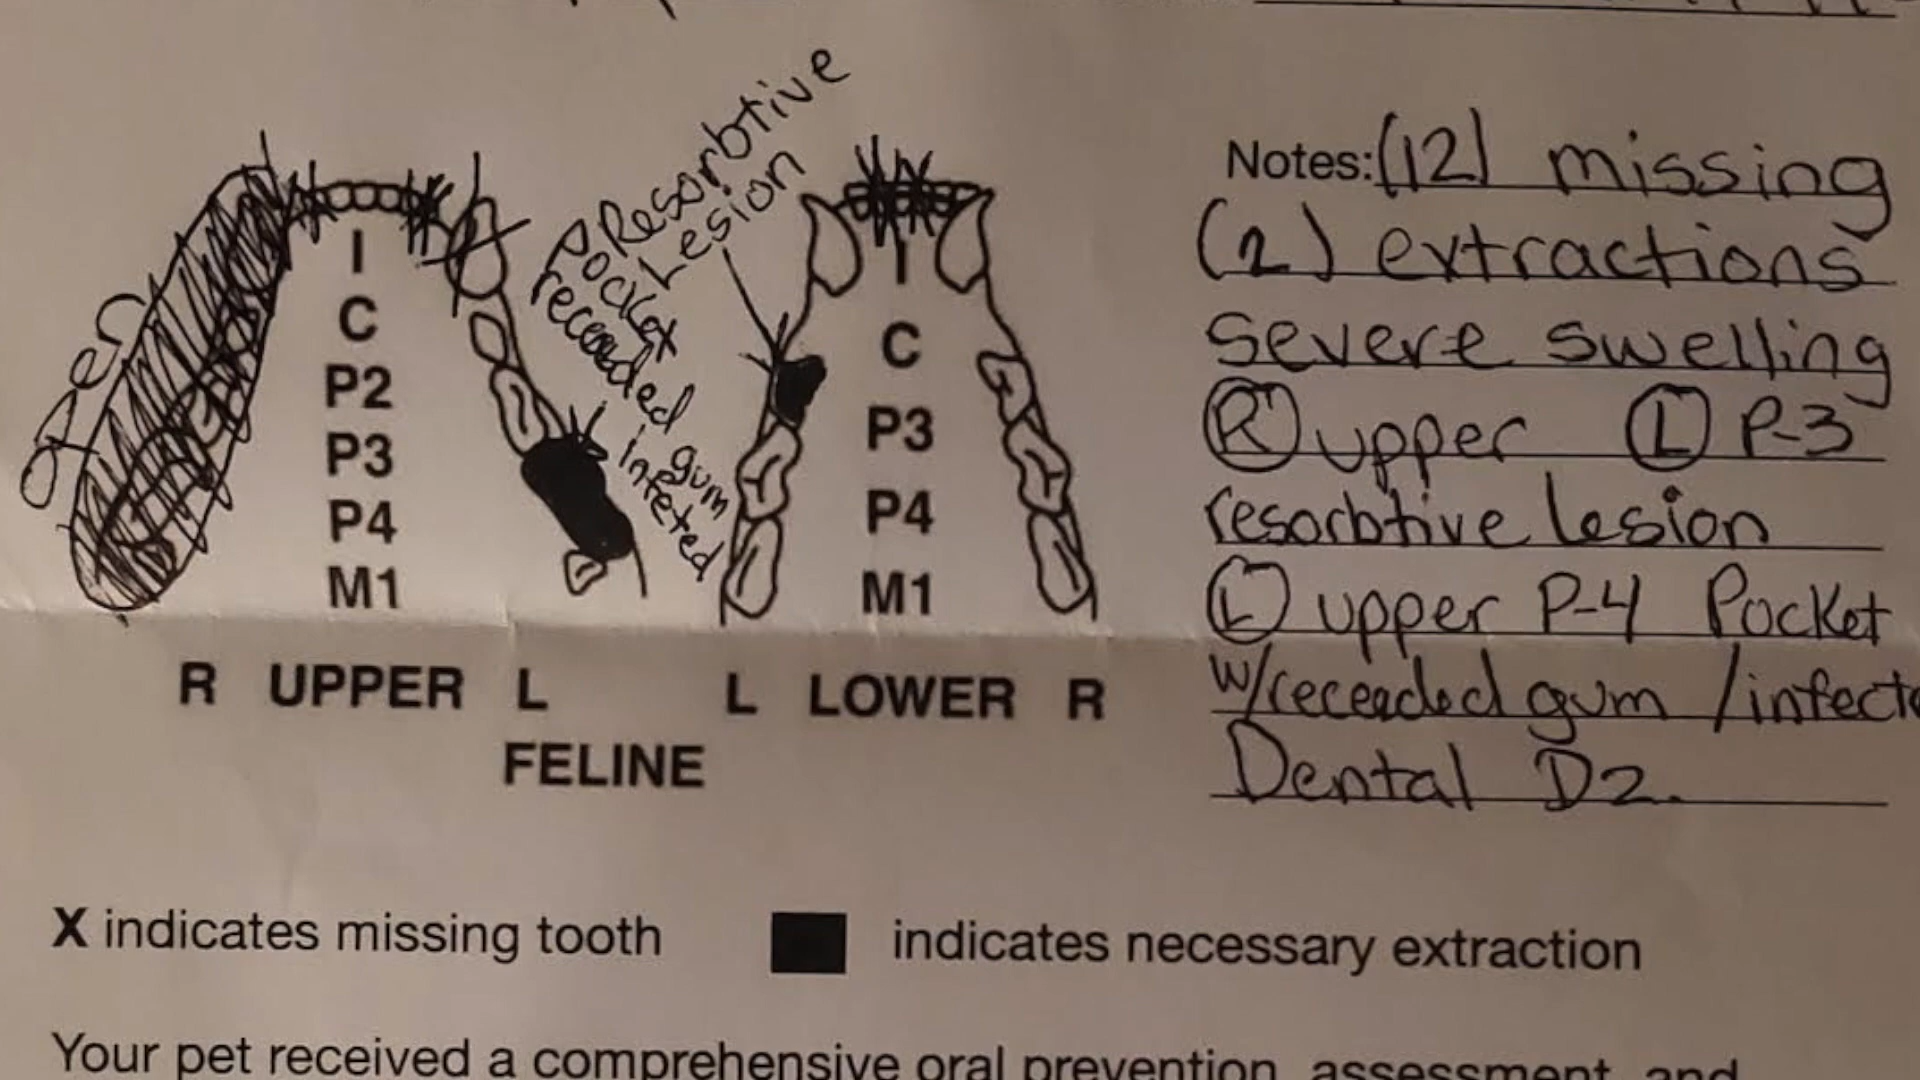 Resorbtive
Lesion
Pocket
receeded gum
infeted
I
C
P2
P3
P4
M1
R UPPER L
I
C
P3
P4
M1
L LOWER R
FELINE
Notes: (12) missing
(2) extractions
Severe swelling
(R) upper (L) P-3
resorbtive lesion
(L) upper P-4 Pocket
w/receeded gum /infect
Dental D2.
X indicates missing tooth
indicates necessary extraction
Your pet received a comprehensive oral prevention, assessment, and